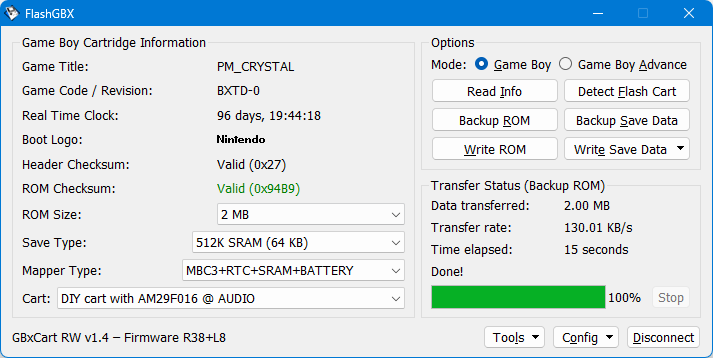 FlashGBX
Game Boy Cartridge Information
Game Title: PM_CRYSTAL
Game Code / Revision: BXTD-0
Real Time Clock: 96 days, 19:44:18
Boot Logo: Nintendo
Header Checksum: Valid (0x27)
ROM Checksum: Valid (0x94B9)
ROM Size: 2 MB
Save Type: 512K SRAM (64 KB)
Mapper Type: MBC3+RTC+SRAM+BATTERY
Cart: DIY cart with AM29F016 @ AUDIO
Options
Mode: Game Boy Game Boy Advance
Read Info Detect Flash Cart
Backup ROM Backup Save Data
Write ROM Write Save Data
Transfer Status (Backup ROM)
Data transferred: 2.00 MB
Transfer rate: 130.01 KB/s
Time elapsed: 15 seconds
Done!
100% Stop
GBxCart RW v1.4 – Firmware R38+L8
Tools Config Disconnect